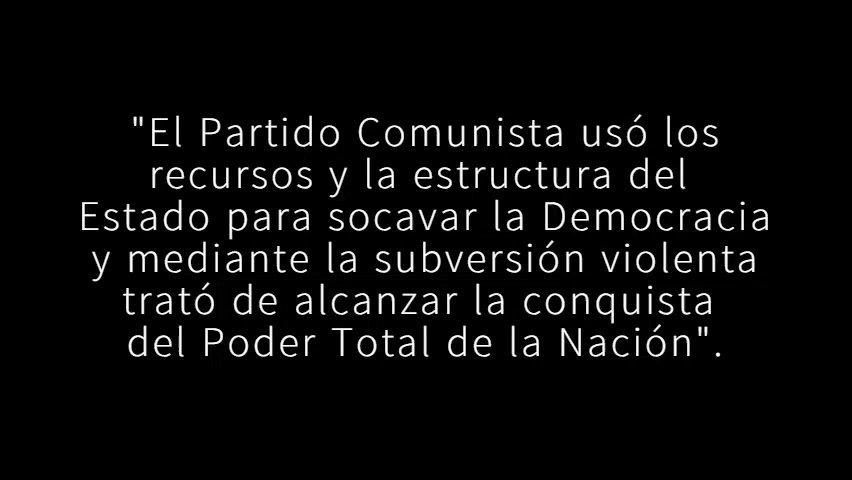 "El Partido Comunista usó los
recursos y la estructura del
Estado para socavar la Democracia
y mediante la subversión violenta
trató de alcanzar la conquista
del Poder Total de la Nación".